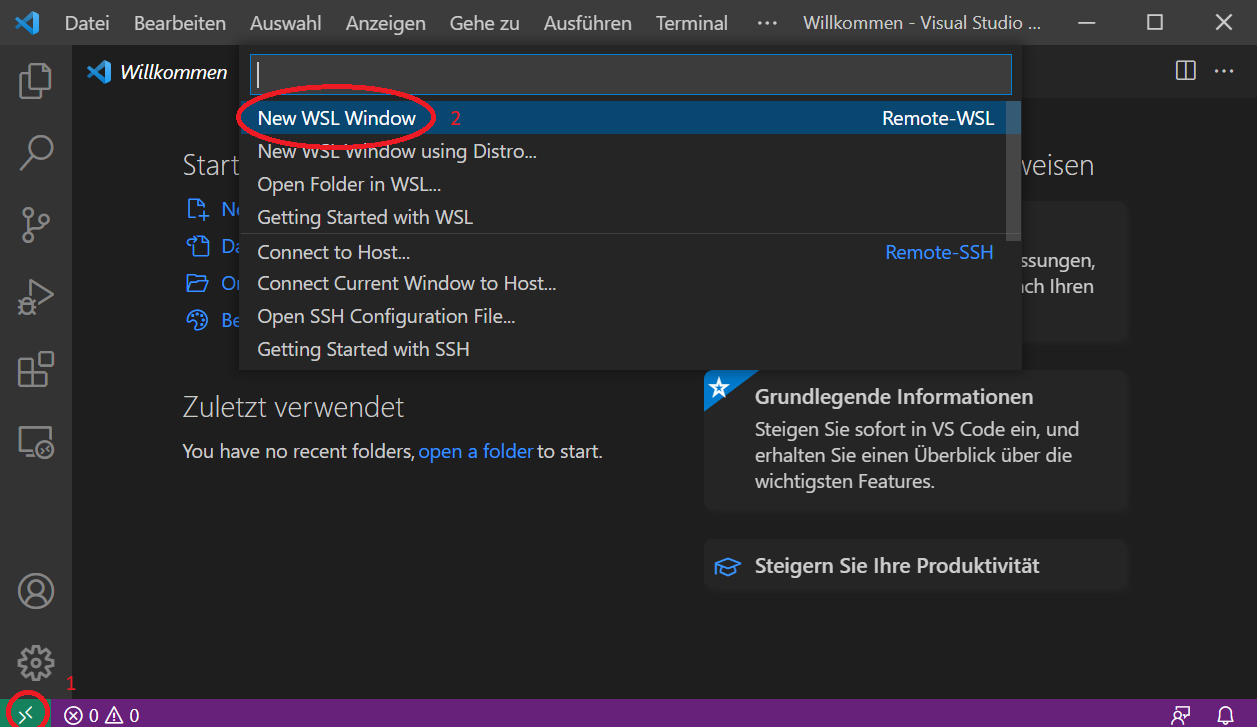 Datei Bearbeiten Auswahl Anzeigen Gehe zu Ausführen Terminal ··· Willkommen - Visual Studio ...
Willkommen
New WSL Window 2 Remote-WSL
New WSL Window using Distro...
Open Folder in WSL...
Getting Started with WSL
Connect to Host... Remote-SSH
Connect Current Window to Host...
Open SSH Configuration File...
Getting Started with SSH
Start
weisen
Ne
Da
ssungen,
Or
ch Ihren
Be
Zuletzt verwendet
You have no recent folders, open a folder to start.
Grundlegende Informationen
Steigen Sie sofort in VS Code ein, und
erhalten Sie einen Überblick über die
wichtigsten Features.
Steigern Sie Ihre Produktivität
1
0 0